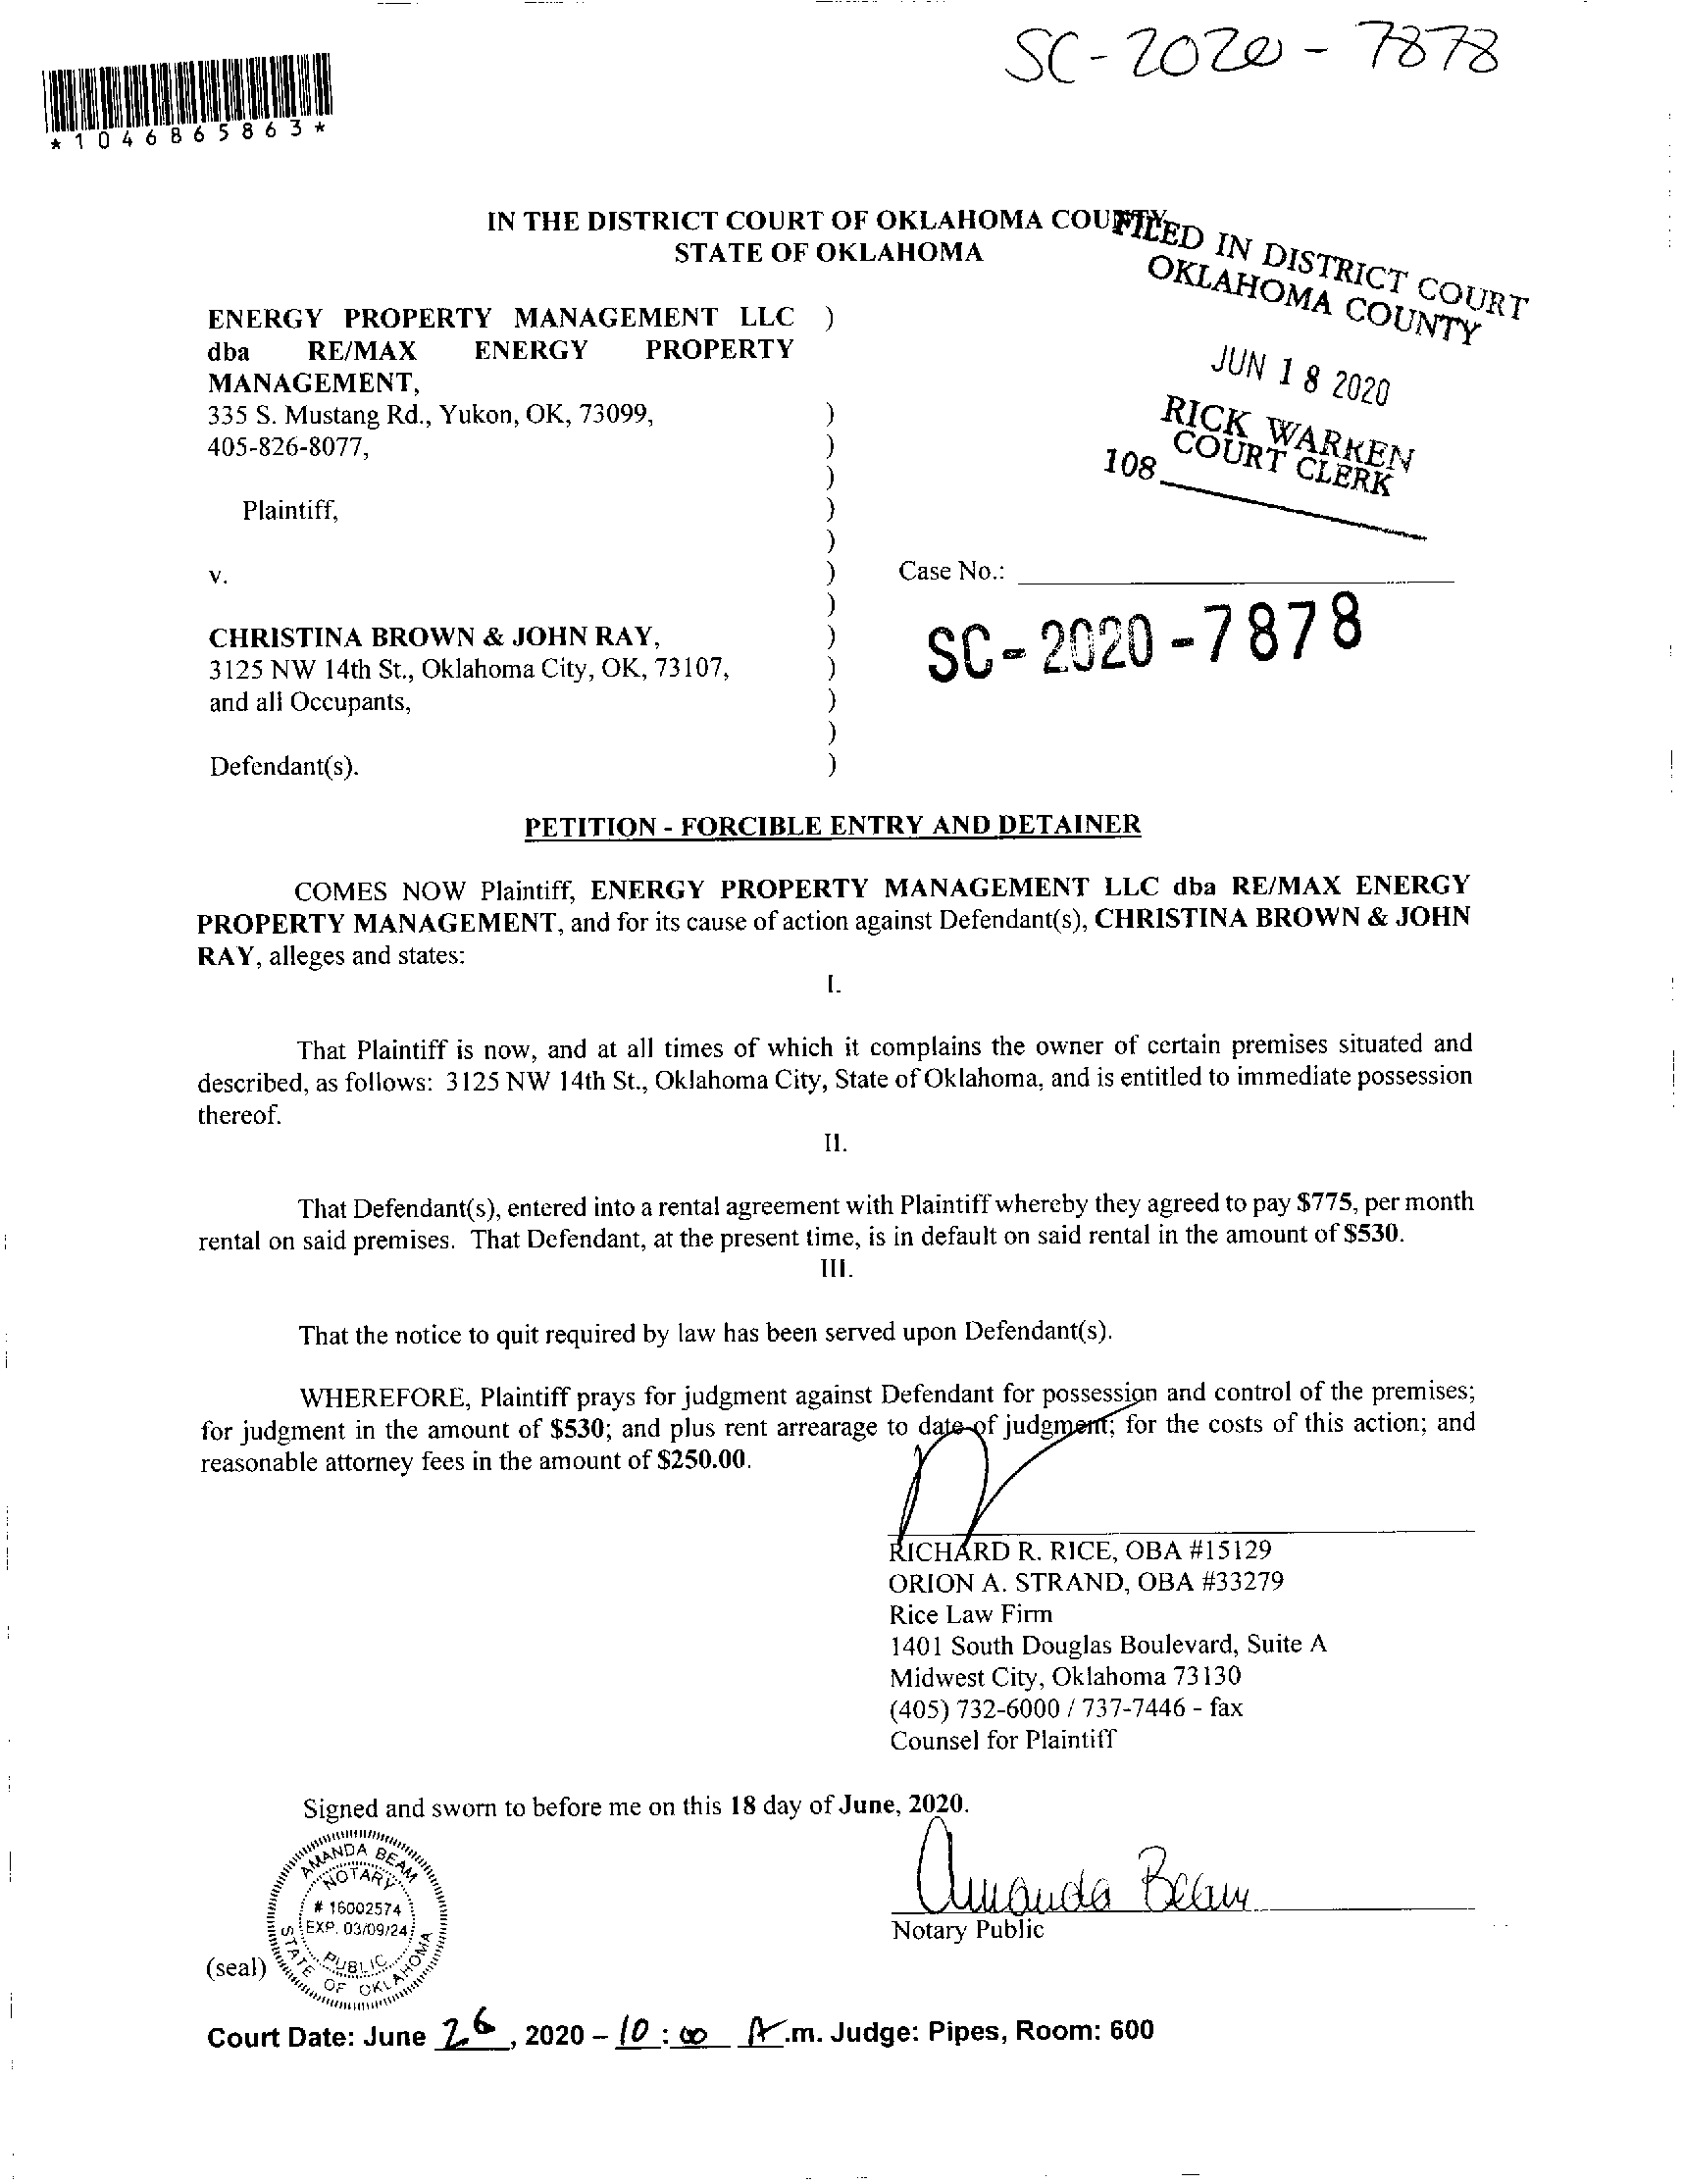 SC-2020-7878
*1046865863*
IN THE DISTRICT COURT OF OKLAHOMA COUNTY
STATE OF OKLAHOMA
FILED IN DISTRICT COURT
OKLAHOMA COUNTY
JUN 18 2020
RICK WARREN
COURT CLERK
108
ENERGY PROPERTY MANAGEMENT LLC )
dba RE/MAX ENERGY PROPERTY
MANAGEMENT,
335 S. Mustang Rd., Yukon, OK, 73099, )
405-826-8077, )
)
Plaintiff, )
)
v. ) Case No.:
)
CHRISTINA BROWN & JOHN RAY, ) SC-2020-7878
3125 NW 14th St., Oklahoma City, OK, 73107, )
and all Occupants, )
)
Defendant(s). )
PETITION - FORCIBLE ENTRY AND DETAINER
COMES NOW Plaintiff, ENERGY PROPERTY MANAGEMENT LLC dba RE/MAX ENERGY
PROPERTY MANAGEMENT, and for its cause of action against Defendant(s), CHRISTINA BROWN & JOHN
RAY, alleges and states:
I.
That Plaintiff is now, and at all times of which it complains the owner of certain premises situated and
described, as follows: 3125 NW 14th St., Oklahoma City, State of Oklahoma, and is entitled to immediate possession
thereof.
II.
That Defendant(s), entered into a rental agreement with Plaintiff whereby they agreed to pay $775, per month
rental on said premises. That Defendant, at the present time, is in default on said rental in the amount of $530.
III.
That the notice to quit required by law has been served upon Defendant(s).
WHEREFORE, Plaintiff prays for judgment against Defendant for possession and control of the premises;
for judgment in the amount of $530; and plus rent arrearage to date of judgment; for the costs of this action; and
reasonable attorney fees in the amount of $250.00.
RICHARD R. RICE, OBA #15129
ORION A. STRAND, OBA #33279
Rice Law Firm
1401 South Douglas Boulevard, Suite A
Midwest City, Oklahoma 73130
(405) 732-6000 / 737-7446 - fax
Counsel for Plaintiff
Signed and sworn to before me on this 18 day of June, 2020.
AMANDA BEAM
NOTARY
# 16002574
EXP. 03/09/24
PUBLIC
STATE OF OKLAHOMA
Amanda Beam
Notary Public
(seal)
Court Date: June 26, 2020 – 10:00 A.m. Judge: Pipes, Room: 600